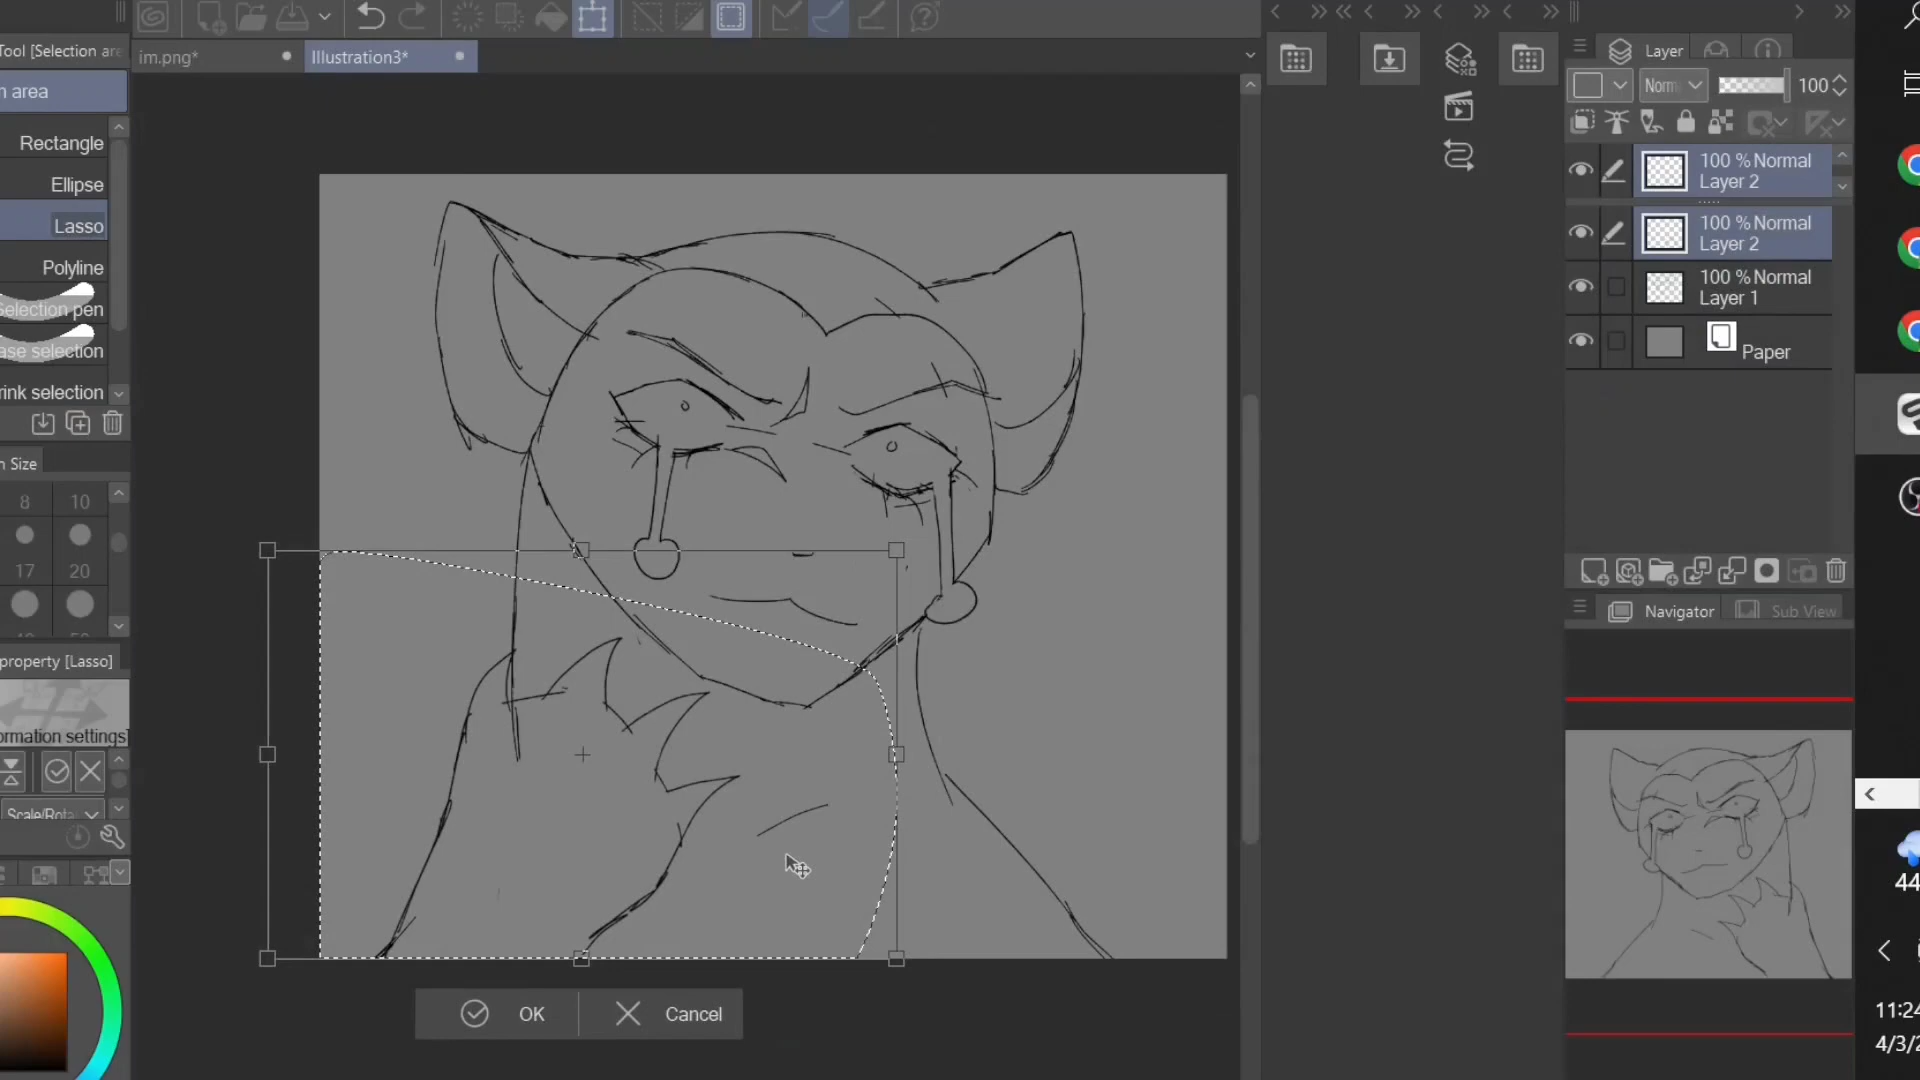 Tool [Selection are
im.png*
Illustration3*
n area
Rectangle
Ellipse
Lasso
Polyline
Selection pen
ase selection
rink selection
n Size
8
10
17
20
property [Lasso]
ormation settings]
Scale/Rota
OK
Cancel
Layer
Norm
100
100 % Normal
Layer 2
100 % Normal
Layer 2
100 % Normal
Layer 1
Paper
Navigator
Sub View
44
11:24
4/3/2